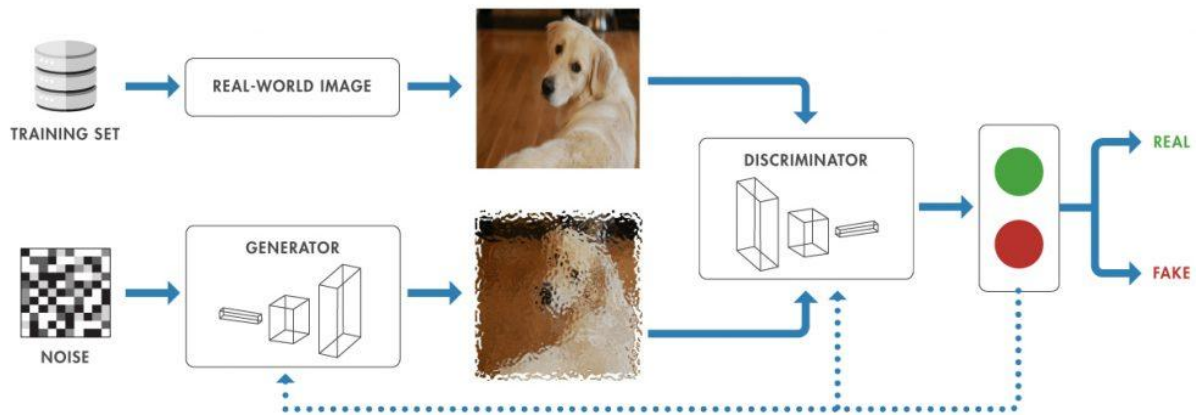 TRAINING SET
REAL-WORLD IMAGE
DISCRIMINATOR
REAL
FAKE
GENERATOR
NOISE